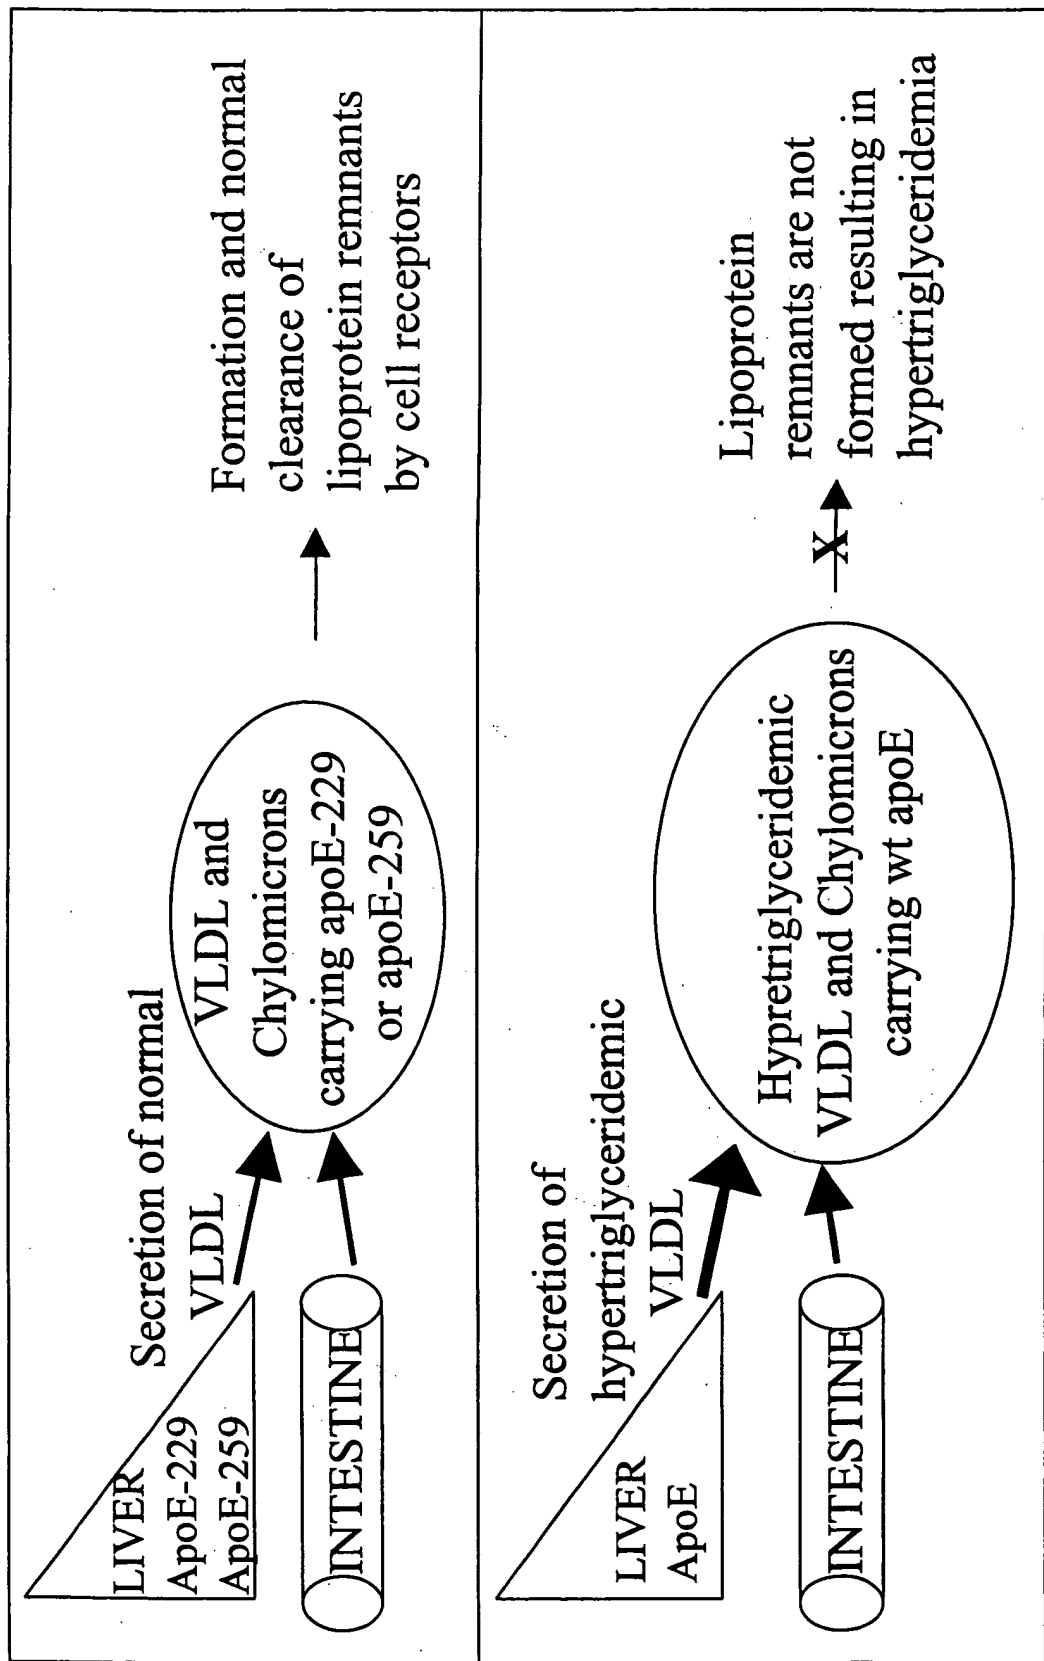 LIVER
ApoE-229
ApoE-259
INTESTINE
Secretion of normal
VLDL
VLDL and
Chylomicrons
carrying apoE-229
or apoE-259
Formation and normal
clearance of
lipoprotein remnants
by cell receptors
LIVER
ApoE
INTESTINE
Secretion of
hypertriglyceridemic
VLDL
Hypretriglyceridemic
VLDL and Chylomicrons
carrying wt apoE
X
Lipoprotein
remnants are not
formed resulting in
hypertriglyceridemia